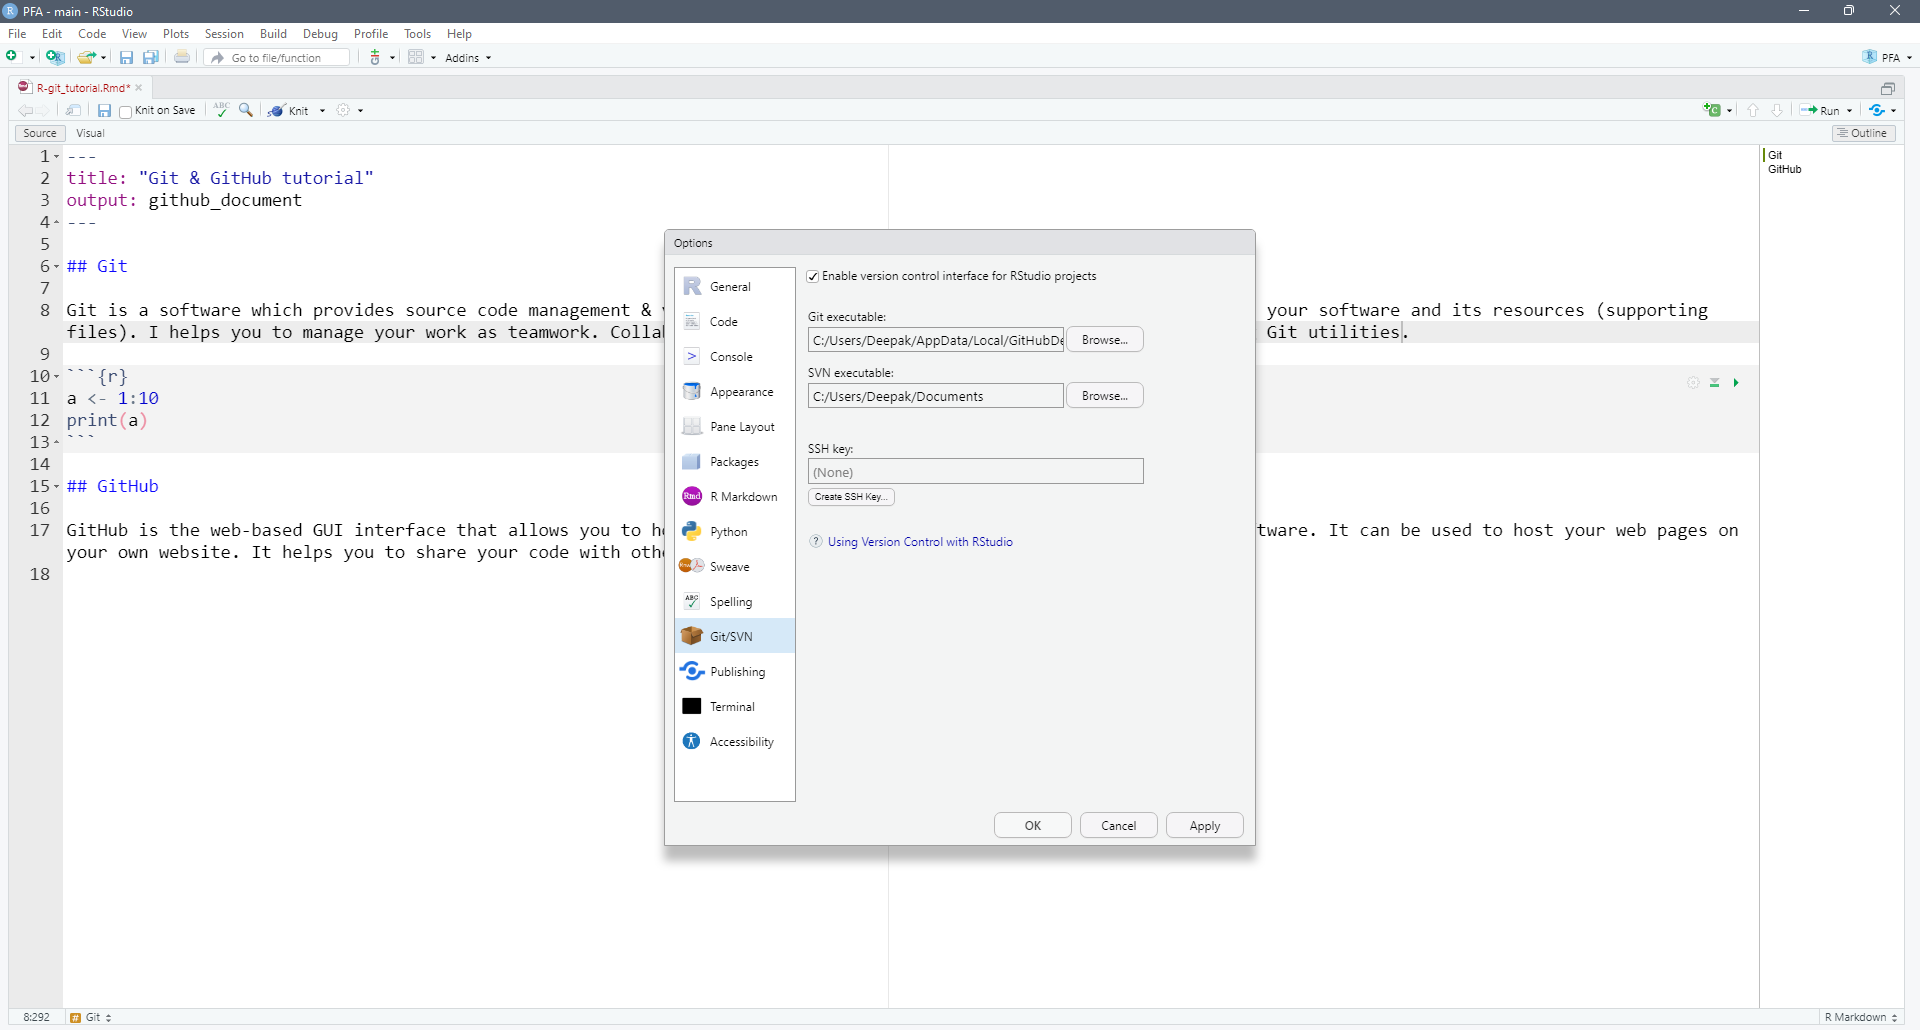 PFA - main - RStudio
File Edit Code View Plots Session Build Debug Profile Tools Help
Go to file/function Addins PFA
R-git_tutorial.Rmd*
Knit on Save ABC Knit Run
Source Visual Outline
1 ---
2 title: "Git & GitHub tutorial"
3 output: github_document
4 ---
5
6 ## Git
7
8 Git is a software which provides source code management & your software and its resources (supporting
files). I helps you to manage your work as teamwork. Git utilities.
9
10 ```{r}
11 a <- 1:10
12 print(a)
13 ```
14
15 ## GitHub
16
17 GitHub is the web-based GUI interface that allows you to It can be used to host your web pages on
your own website. It helps you to share your code with
18
Git
GitHub
Options
General
Code
Console
Appearance
Pane Layout
Packages
Rmd R Markdown
Python
Sweave
ABC Spelling
Git/SVN
Publishing
Terminal
Accessibility
Enable version control interface for RStudio projects
Git executable:
C:/Users/Deepak/AppData/Local/GitHubDe Browse...
SVN executable:
C:/Users/Deepak/Documents Browse...
SSH key:
(None)
Create SSH Key...
? Using Version Control with RStudio
OK Cancel Apply
8:292 # Git R Markdown